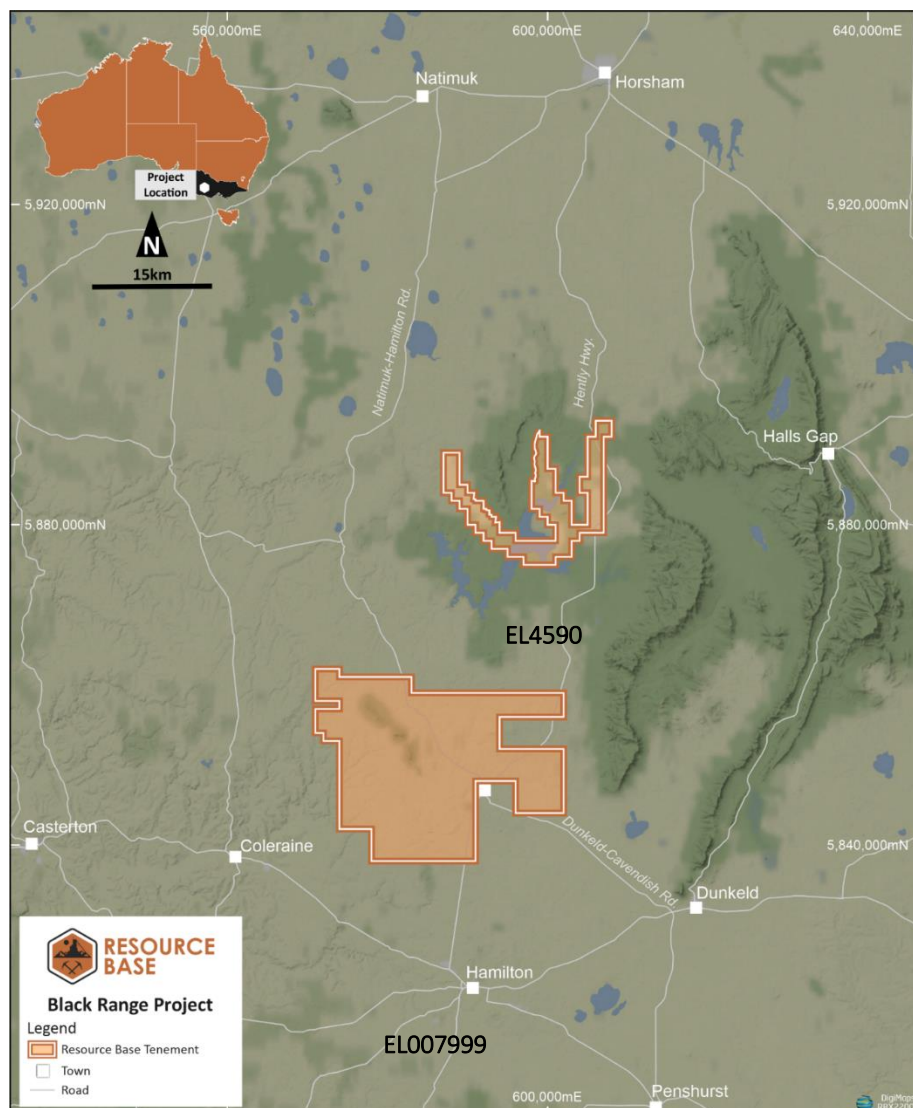 560,000mE
600,000mE
640,000mE
Natimuk
Horsham
Project
Location
5,920,000mN
5,920,000mN
N
15km
Natimuk-Hamilton Rd.
Hently Hwy.
Halls Gap
5,880,000mN
5,880,000mN
EL4590
Casterton
Coleraine
5,840,000mN
Dunkeld-Cavendish Rd.
Dunkeld
RESOURCE
BASE
Hamilton
Black Range Project
Legend
Resource Base Tenement
EL007999
Town
Road
600,000mE
Penshurst
DigiMaps